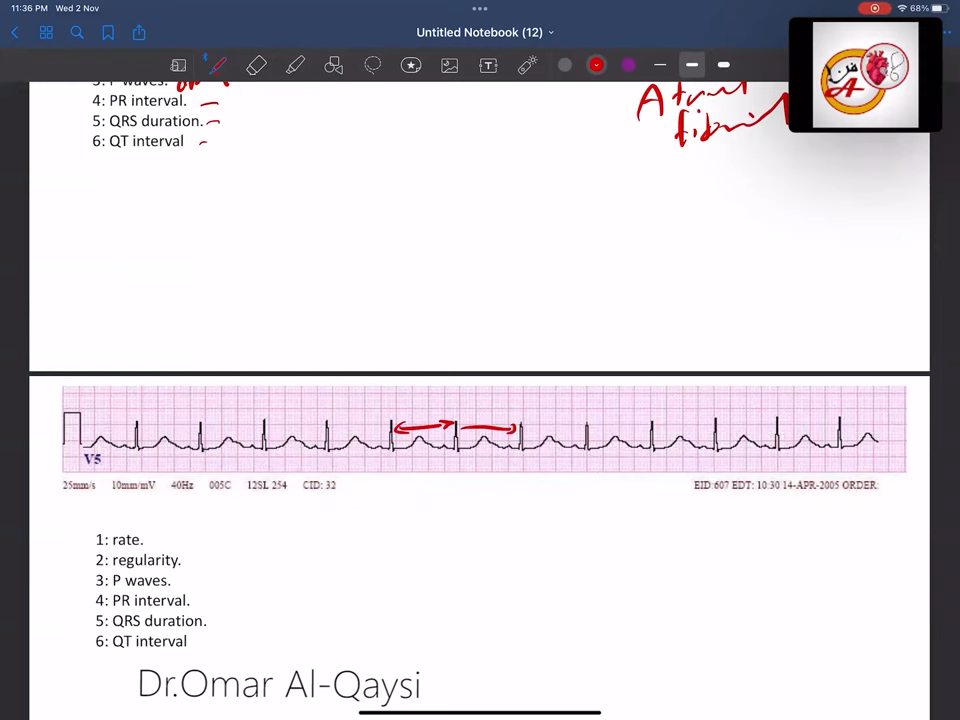 11:36 PM Wed 2 Nov
68%
Untitled Notebook (12)
4: PR interval.
5: QRS duration.
6: QT interval
V5
25mm/s 10mm/mV 40Hz 005C 12SL 254 CID: 32
EID:607 EDT: 10:30 14-APR-2005 ORDER:
1: rate.
2: regularity.
3: P waves.
4: PR interval.
5: QRS duration.
6: QT interval
Dr.Omar Al-Qaysi